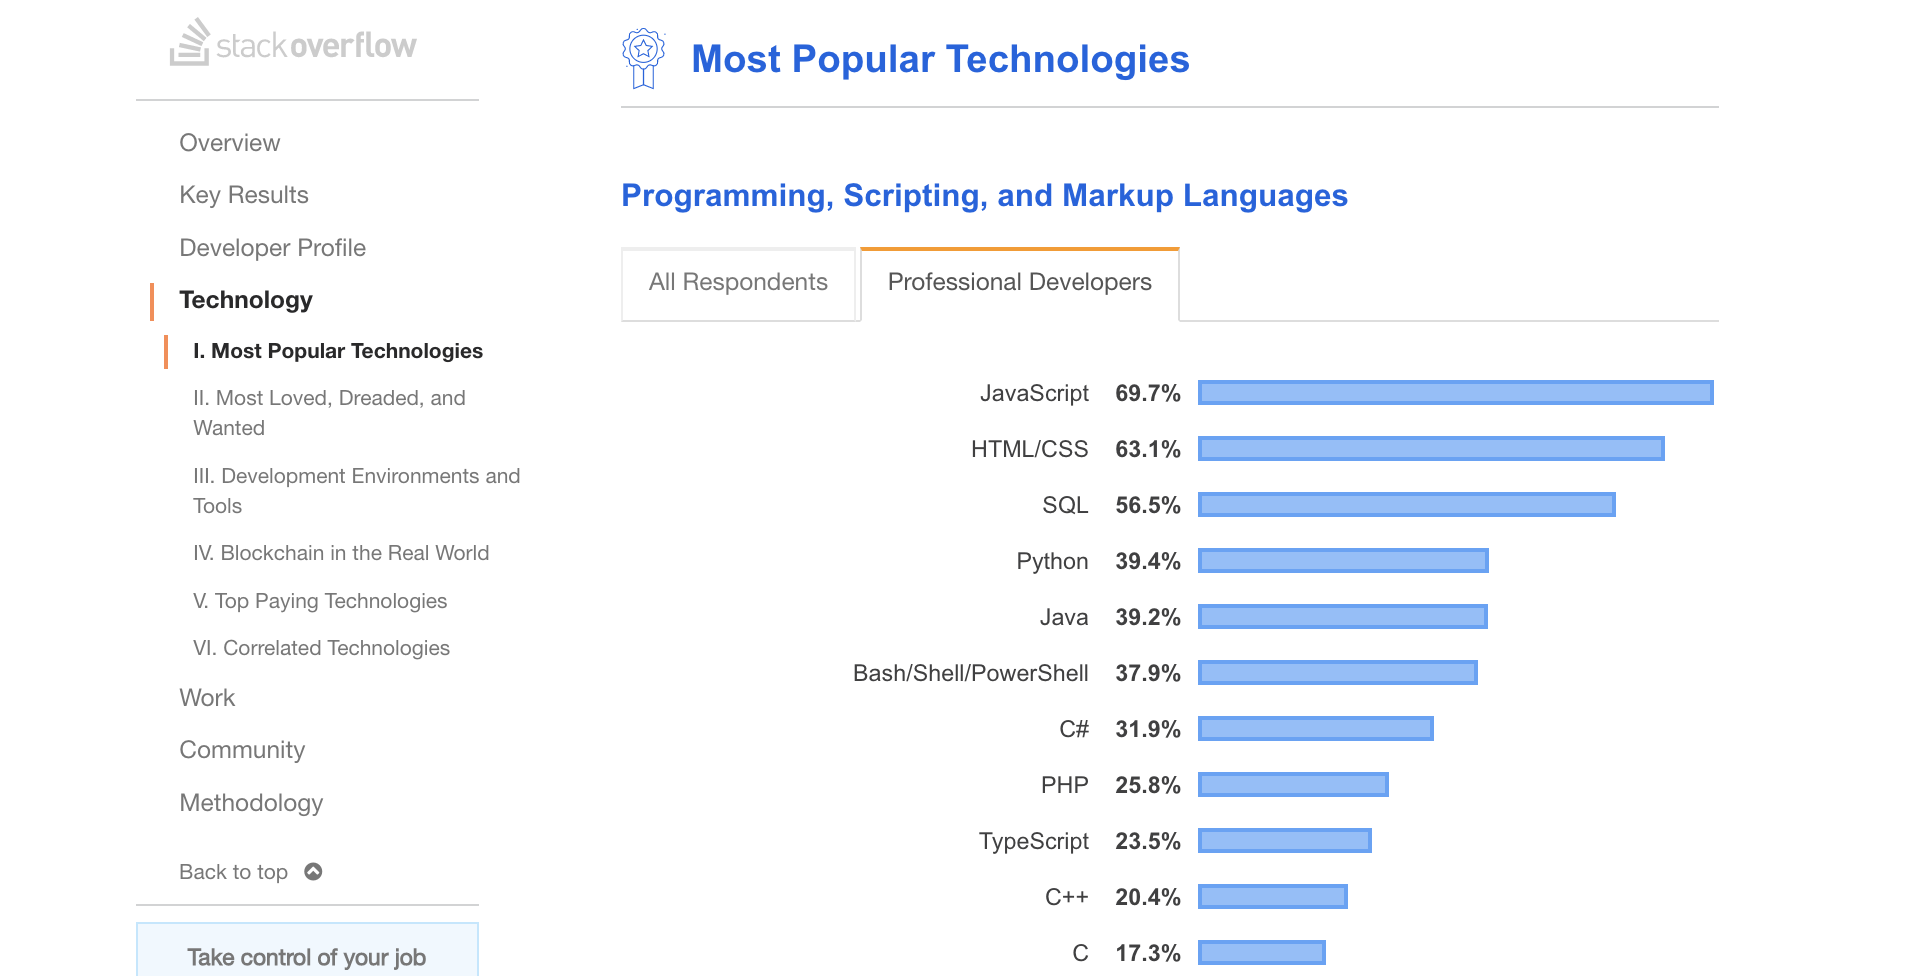 stackoverflow
Overview
Key Results
Developer Profile
Technology
I. Most Popular Technologies
II. Most Loved, Dreaded, and
Wanted
III. Development Environments and
Tools
IV. Blockchain in the Real World
V. Top Paying Technologies
VI. Correlated Technologies
Work
Community
Methodology
Back to top
Take control of your job
Most Popular Technologies
Programming, Scripting, and Markup Languages
All Respondents Professional Developers
JavaScript 69.7%
HTML/CSS 63.1%
SQL 56.5%
Python 39.4%
Java 39.2%
Bash/Shell/PowerShell 37.9%
C# 31.9%
PHP 25.8%
TypeScript 23.5%
C++ 20.4%
C 17.3%